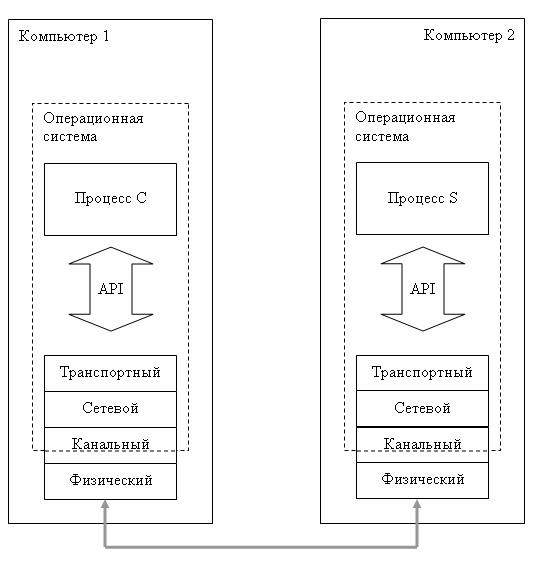 Компьютер 1
Операционная
система
Процесс C
API
Транспортный
Сетевой
Канальный
Физический
Компьютер 2
Операционная
система
Процесс S
API
Транспортный
Сетевой
Канальный
Физический